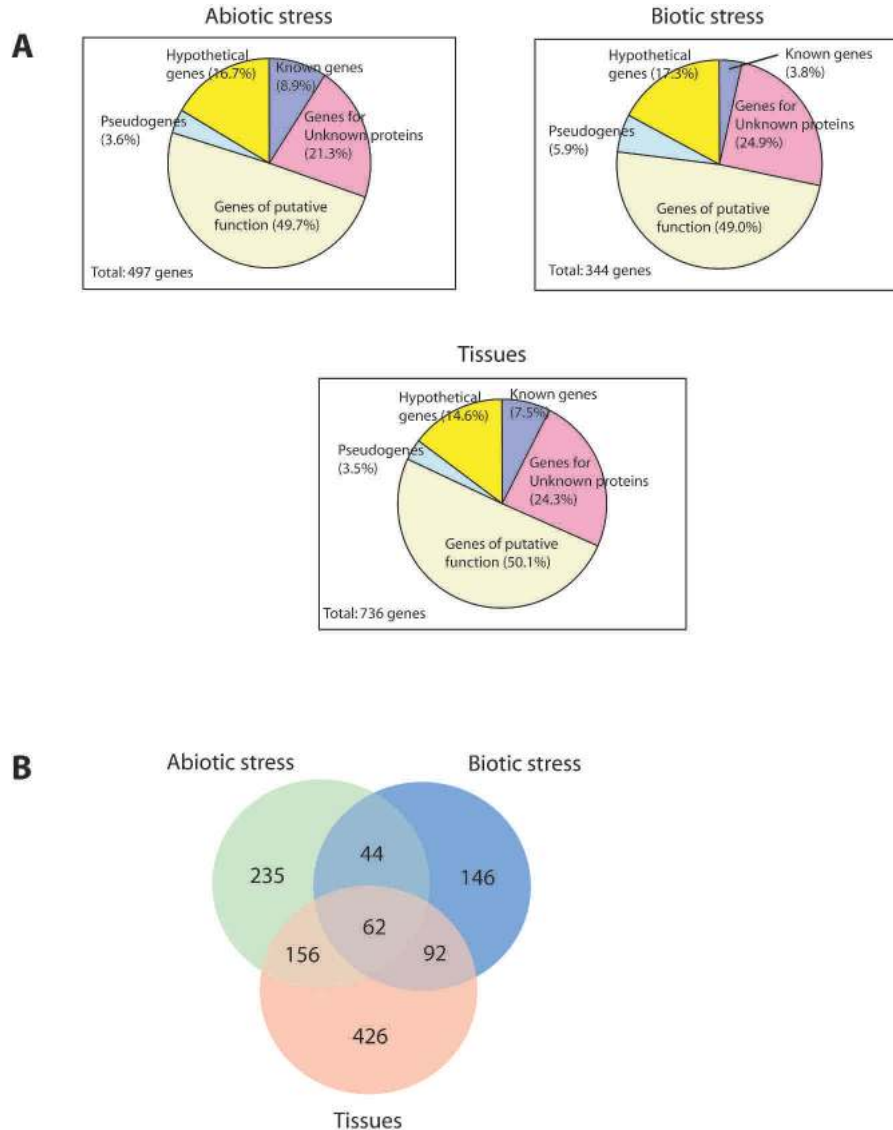 A
Abiotic stress
Hypothetical
genes (16.7%)
Known genes
(8.9%)
Pseudogenes
(3.6%)
Genes for
Unknown proteins
(21.3%)
Genes of putative
function (49.7%)
Total: 497 genes
Biotic stress
Hypothetical
genes (17.3%)
Known genes
(3.8%)
Pseudogenes
(5.9%)
Genes for
Unknown proteins
(24.9%)
Genes of putative
function (49.0%)
Total: 344 genes
Tissues
Hypothetical
genes (14.6%)
Known genes
(7.5%)
Pseudogenes
(3.5%)
Genes for
Unknown proteins
(24.3%)
Genes of putative
function (50.1%)
Total: 736 genes
B
Abiotic stress
Biotic stress
44
235
146
62
156
92
426
Tissues